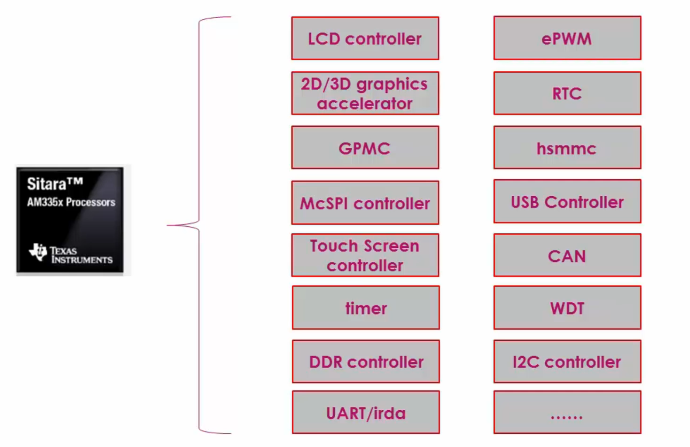 Sitara™
AM335x Processors
TEXAS
INSTRUMENTS
LCD controller
2D/3D graphics
accelerator
GPMC
McSPI controller
Touch Screen
controller
timer
DDR controller
UART/irda
ePWM
RTC
hsmmc
USB Controller
CAN
WDT
I2C controller
......